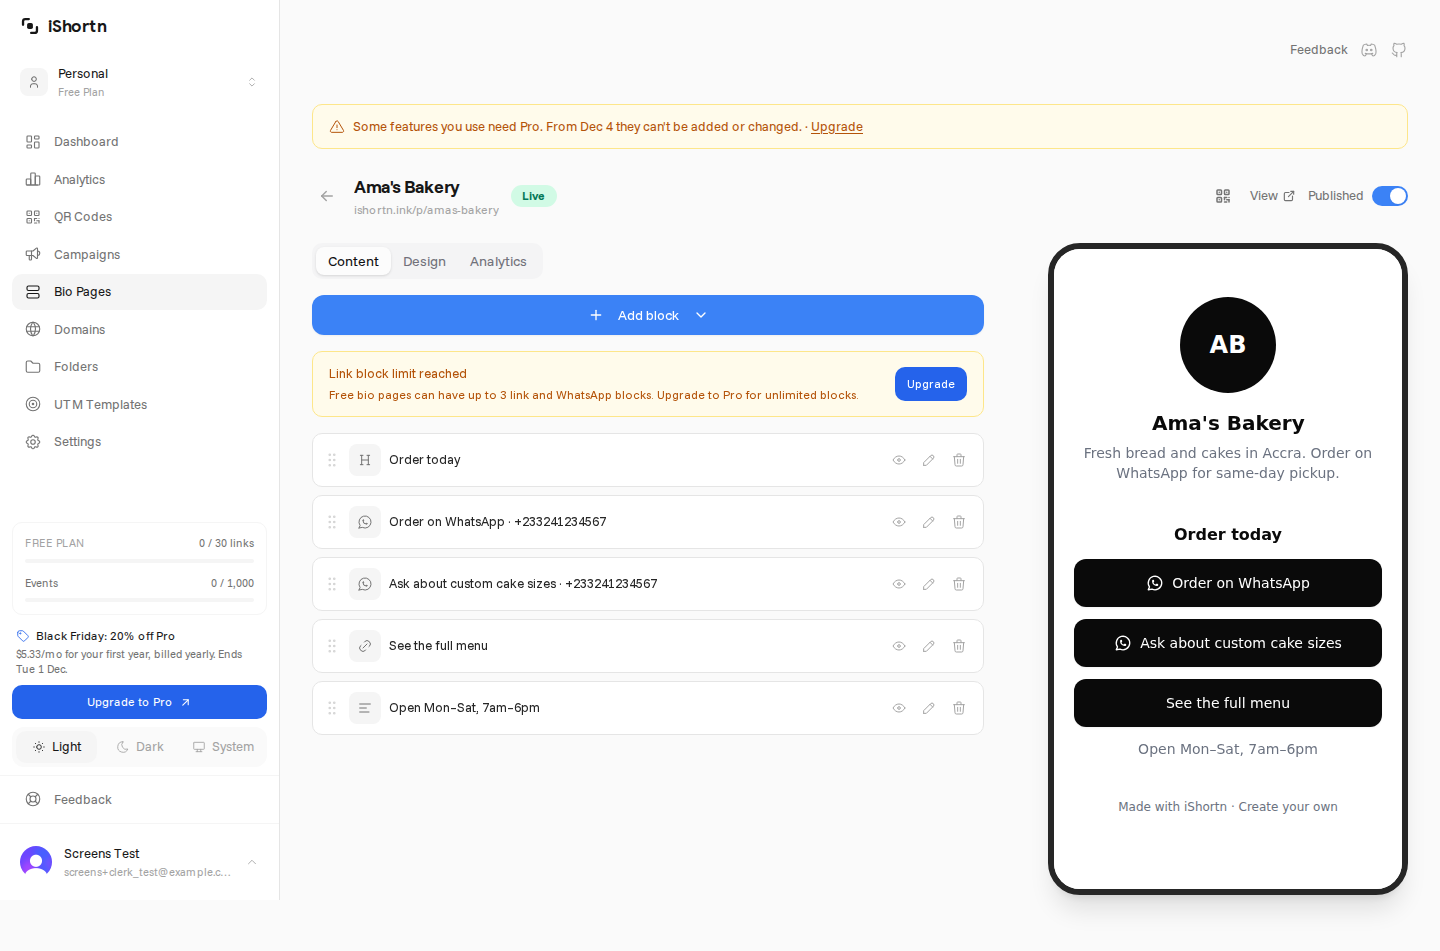 iShortn
Personal
Free Plan
Dashboard
Analytics
QR Codes
Campaigns
Bio Pages
Domains
Folders
UTM Templates
Settings
FREE PLAN 0 / 30 links
Events 0 / 1,000
Black Friday: 20% off Pro
$5.33/mo for your first year, billed yearly. Ends
Tue 1 Dec.
Upgrade to Pro
Light Dark System
Feedback
Screens Test
screens+clerk_test@example.c...
Feedback
Some features you use need Pro. From Dec 4 they can't be added or changed. · Upgrade
Ama's Bakery
ishortn.ink/p/amas-bakery
Live
View Published
Content Design Analytics
Add block
Link block limit reached
Free bio pages can have up to 3 link and WhatsApp blocks. Upgrade to Pro for unlimited blocks.
Upgrade
Order today
Order on WhatsApp · +233241234567
Ask about custom cake sizes · +233241234567
See the full menu
Open Mon–Sat, 7am–6pm
AB
Ama's Bakery
Fresh bread and cakes in Accra. Order on
WhatsApp for same-day pickup.
Order today
Order on WhatsApp
Ask about custom cake sizes
See the full menu
Open Mon–Sat, 7am–6pm
Made with iShortn · Create your own